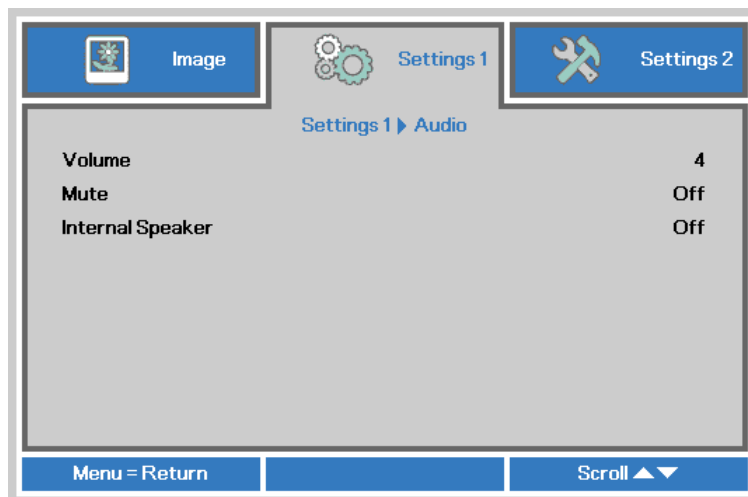 Image Settings 1 Settings 2
Settings 1 ▶ Audio
Volume 4
Mute Off
Internal Speaker Off
Menu = Return Scroll ▲▼